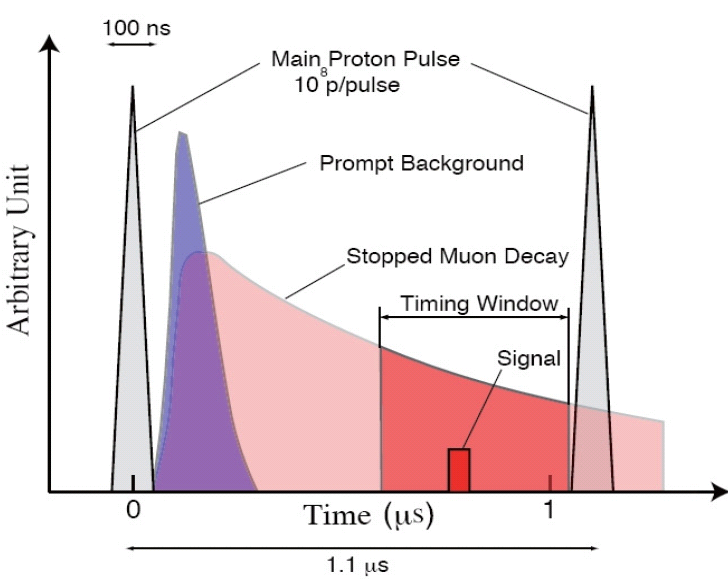 100 ns
Main Proton Pulse
10⁸p/pulse
Prompt Background
Stopped Muon Decay
Timing Window
Signal
Arbitrary Unit
0
1
Time (μs)
1.1 μs